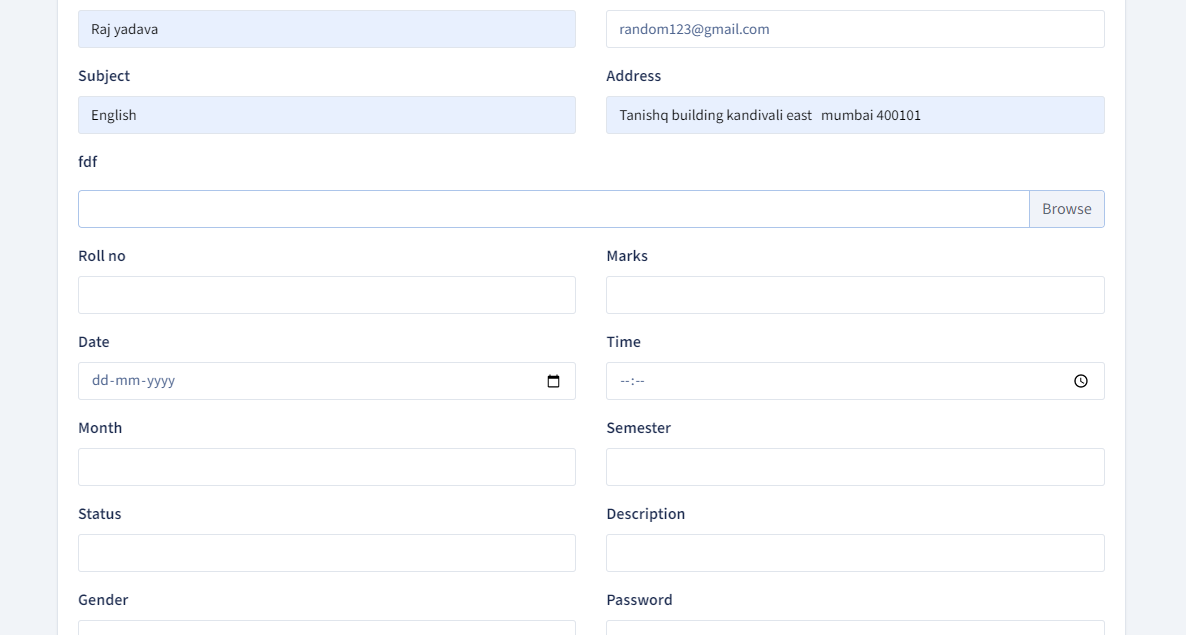 Raj yadava random123@gmail.com
Subject Address
English Tanishq building kandivali east  mumbai 400101
fdf
Browse
Roll no Marks
Date Time
dd-mm-yyyy --:--
Month Semester
Status Description
Gender Password